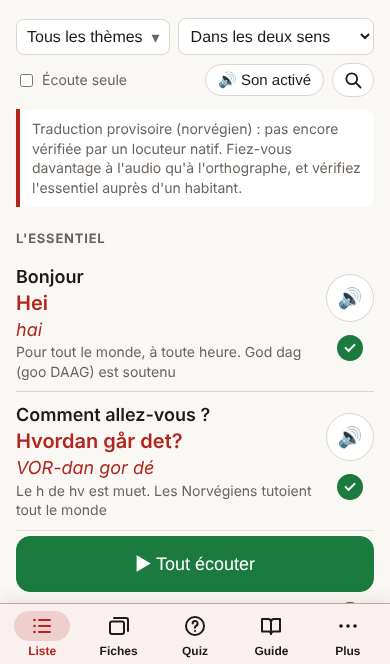 Tous les thèmes ▾
Dans les deux sens
Écoute seule
🔊 Son activé
Traduction provisoire (norvégien) : pas encore
vérifiée par un locuteur natif. Fiez-vous
davantage à l'audio qu'à l'orthographe, et vérifiez
l'essentiel auprès d'un habitant.
L'ESSENTIEL
Bonjour
Hei
hai
Pour tout le monde, à toute heure. God dag
(goo DAAG) est soutenu
Comment allez-vous ?
Hvordan går det?
VOR-dan gor dé
Le h de hv est muet. Les Norvégiens tutoient
tout le monde
▶ Tout écouter
Liste
Fiches
Quiz
Guide
Plus